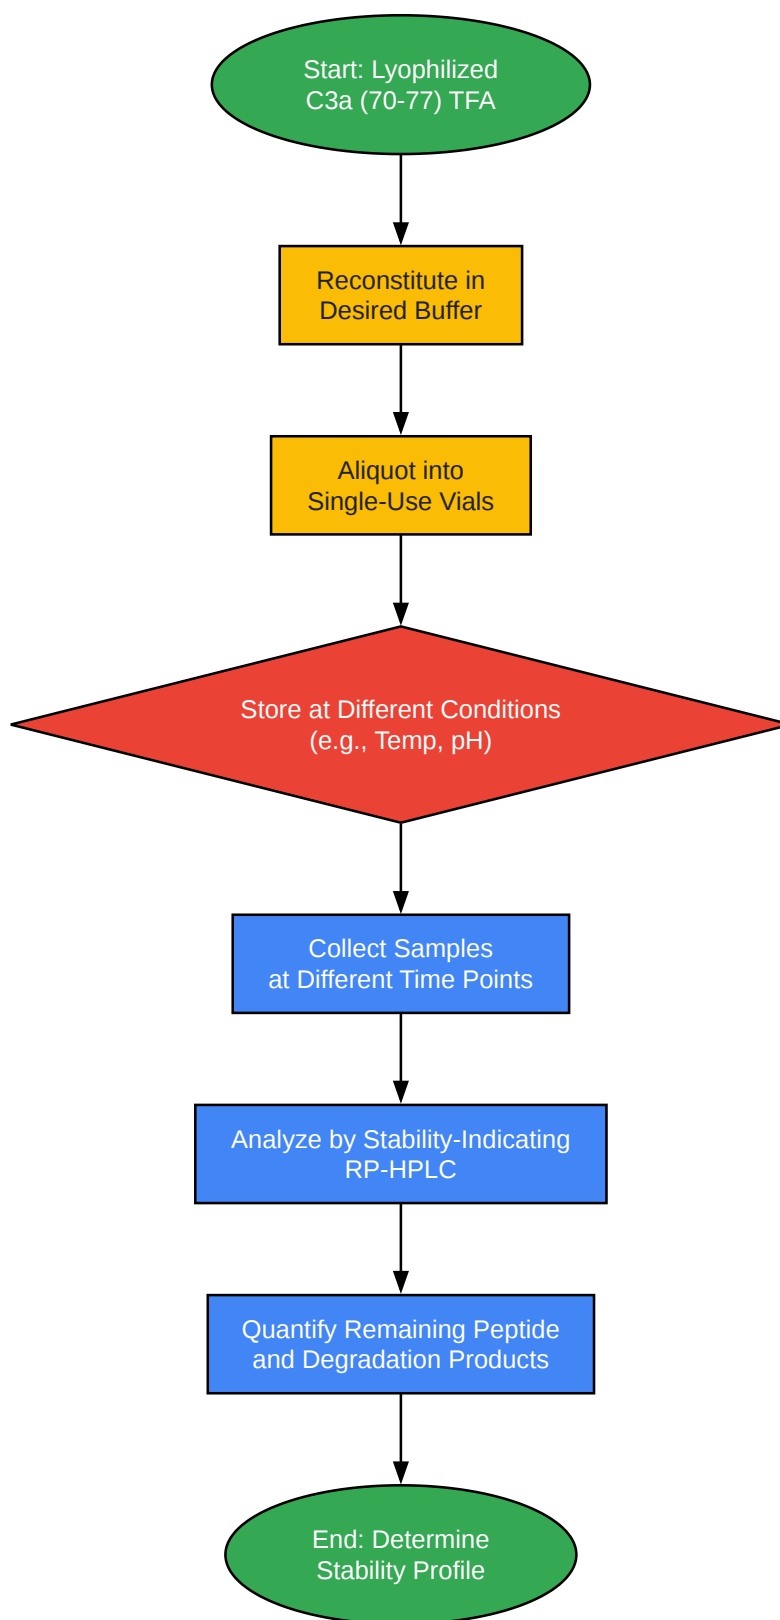 Start: Lyophilized
C3a (70-77) TFA
Reconstitute in
Desired Buffer
Aliquot into
Single-Use Vials
Store at Different Conditions
(e.g., Temp, pH)
Collect Samples
at Different Time Points
Analyze by Stability-Indicating
RP-HPLC
Quantify Remaining Peptide
and Degradation Products
End: Determine
Stability Profile